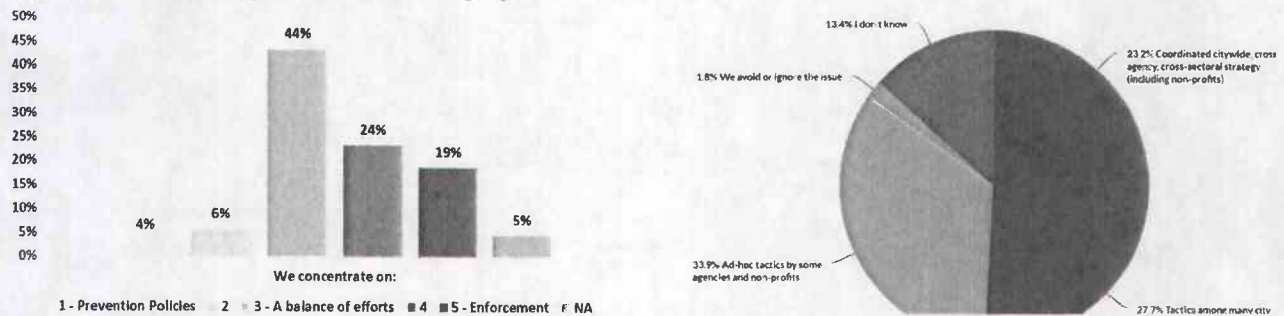 50%
45%
40%
35%
30%
25%
20%
15%
10%
5%
0%
4%
6%
44%
24%
19%
5%
We concentrate on:
1 - Prevention Policies 2 3 - A balance of efforts 4 5 - Enforcement NA
13.4% I don't know
1.8% We avoid or ignore the issue
33.9% Ad-hoc tactics by some
agencies and non-profits
23.2% Coordinated citywide, cross
agency, cross-sectoral strategy
(including non-profits)
27.7% Tactics among many city